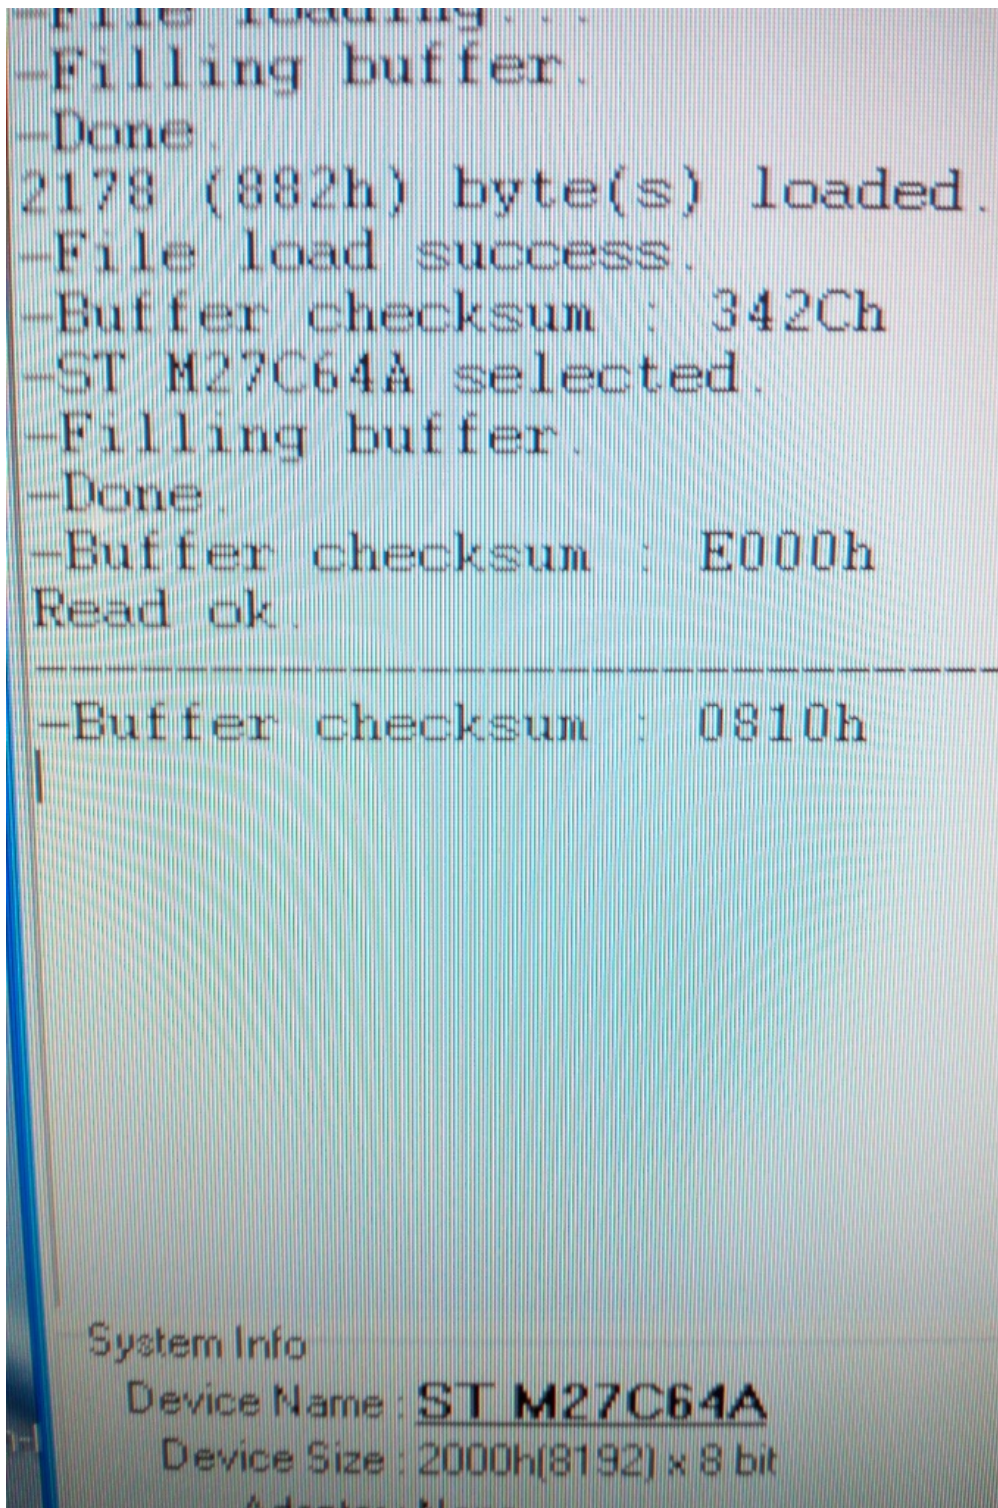 -File loading...
-Filling buffer.
-Done.
2178 (882h) byte(s) loaded.
-File load success.
-Buffer checksum : 342Ch
-ST M27C64A selected.
-Filling buffer.
-Done.
-Buffer checksum : E000h
Read ok.
-Buffer checksum : 0810h
System Info
Device Name : ST M27C64A
Device Size : 2000h(8192) x 8 bit